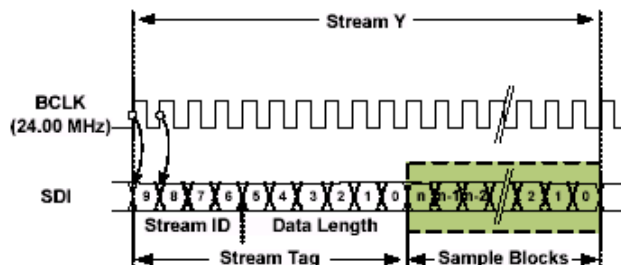 Stream Y
BCLK
(24.00 MHz)
SDI
9 8 7 6 5 4 3 2 1 0 n n-1 n-2 2 1 0
Stream ID Data Length
Stream Tag Sample Blocks